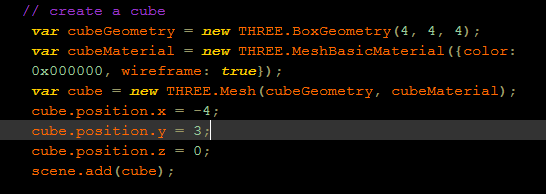 // create a cube
var cubeGeometry = new THREE.BoxGeometry(4, 4, 4);
var cubeMaterial = new THREE.MeshBasicMaterial({color:
0x000000, wireframe: true});
var cube = new THREE.Mesh(cubeGeometry, cubeMaterial);
cube.position.x = -4;
cube.position.y = 3;
cube.position.z = 0;
scene.add(cube);